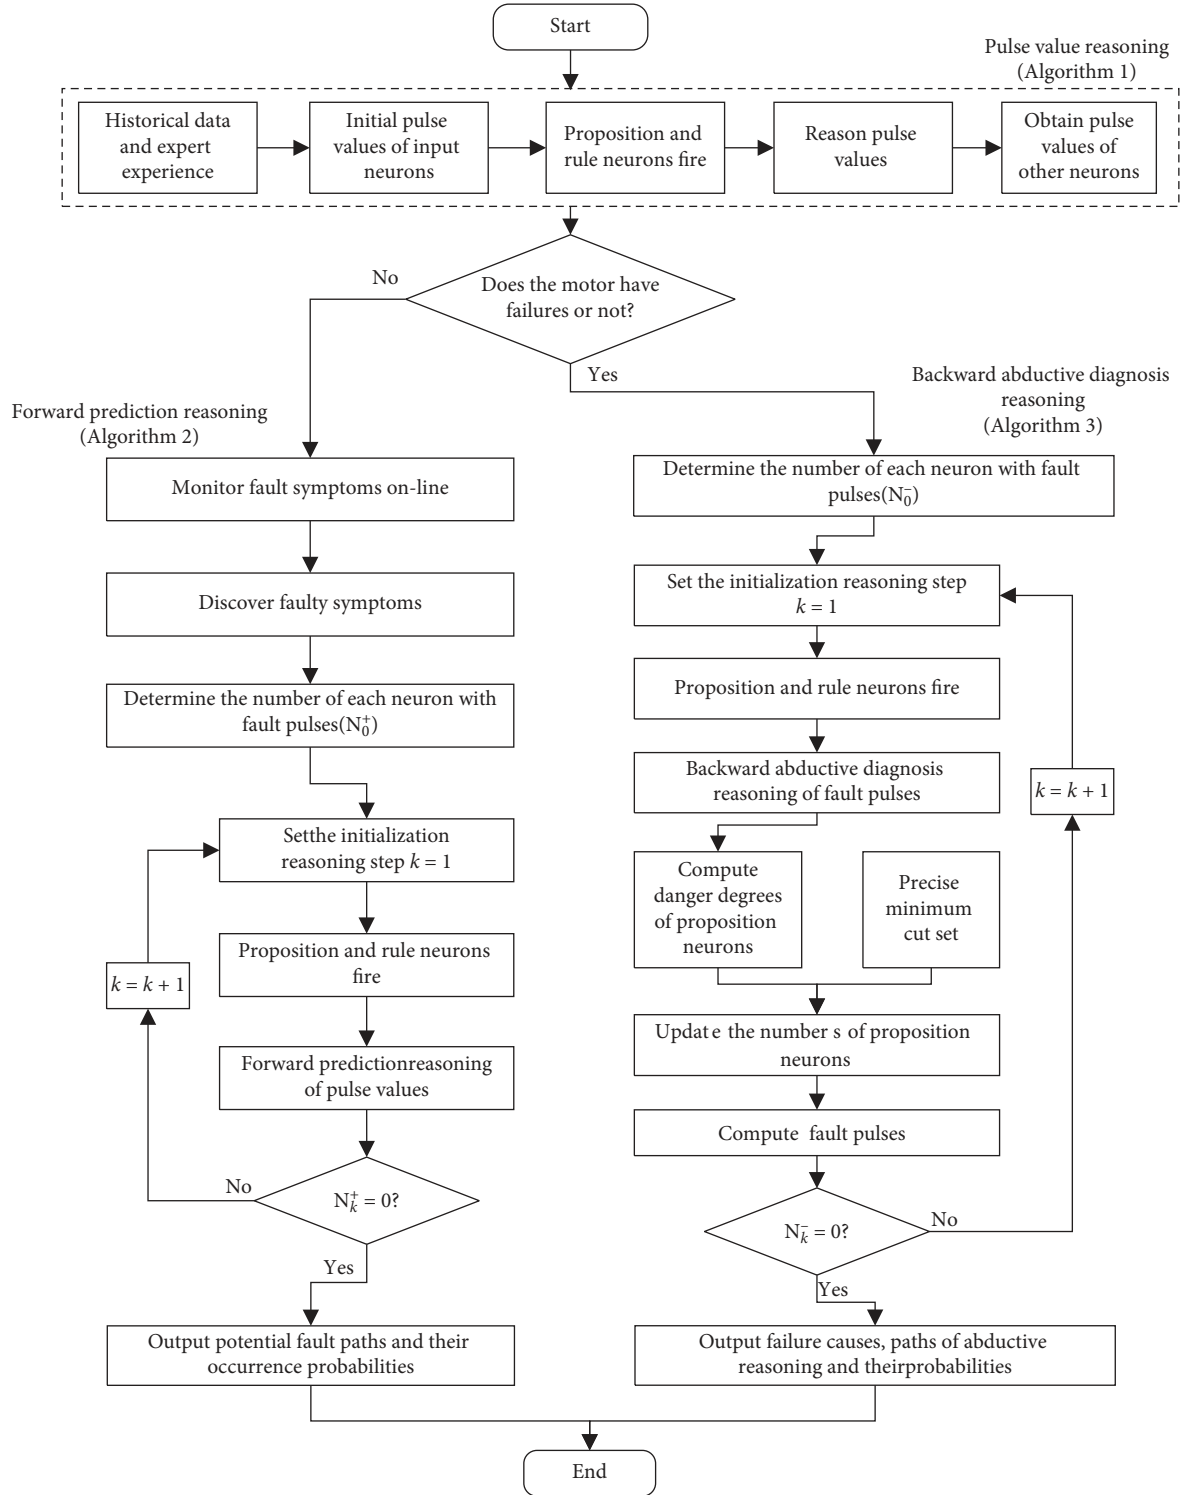 Start
Pulse value reasoning
(Algorithm 1)
Historical data
and expert
experience
Initial pulse
values of input
neurons
Proposition and
rule neurons fire
Reason pulse
values
Obtain pulse
values of
other neurons
Does the motor have
failures or not?
No
Yes
Forward prediction reasoning
(Algorithm 2)
Monitor fault symptoms on-line
Discover faulty symptoms
Determine the number of each neuron with
fault pulses(N₀⁺)
Setthe initialization
reasoning step k = 1
Proposition and rule neurons
fire
k = k + 1
Forward predictionreasoning
of pulse values
N_k⁺ = 0?
No
Yes
Output potential fault paths and their
occurrence probabilities
Backward abductive diagnosis
reasoning
(Algorithm 3)
Determine the number of each neuron with fault
pulses(N₀⁻)
Set the initialization reasoning step
k = 1
Proposition and rule neurons fire
Backward abductive diagnosis
reasoning of fault pulses
k = k + 1
Compute
danger degrees
of proposition
neurons
Precise
minimum
cut set
Update the number s of proposition
neurons
Compute fault pulses
N_k⁻ = 0?
No
Yes
Output failure causes, paths of abductive
reasoning and theirprobabilities
End